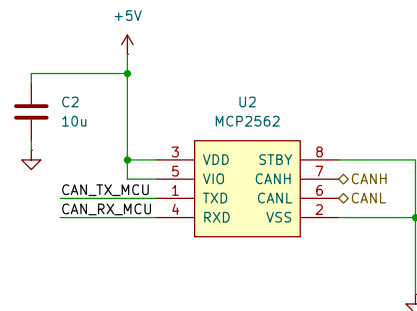 +5V
C2
10u
U2
MCP2562
3 VDD STBY 8
5 VIO CANH 7 CANH
CAN_TX_MCU 1 TXD CANL 6 CANL
CAN_RX_MCU 4 RXD VSS 2